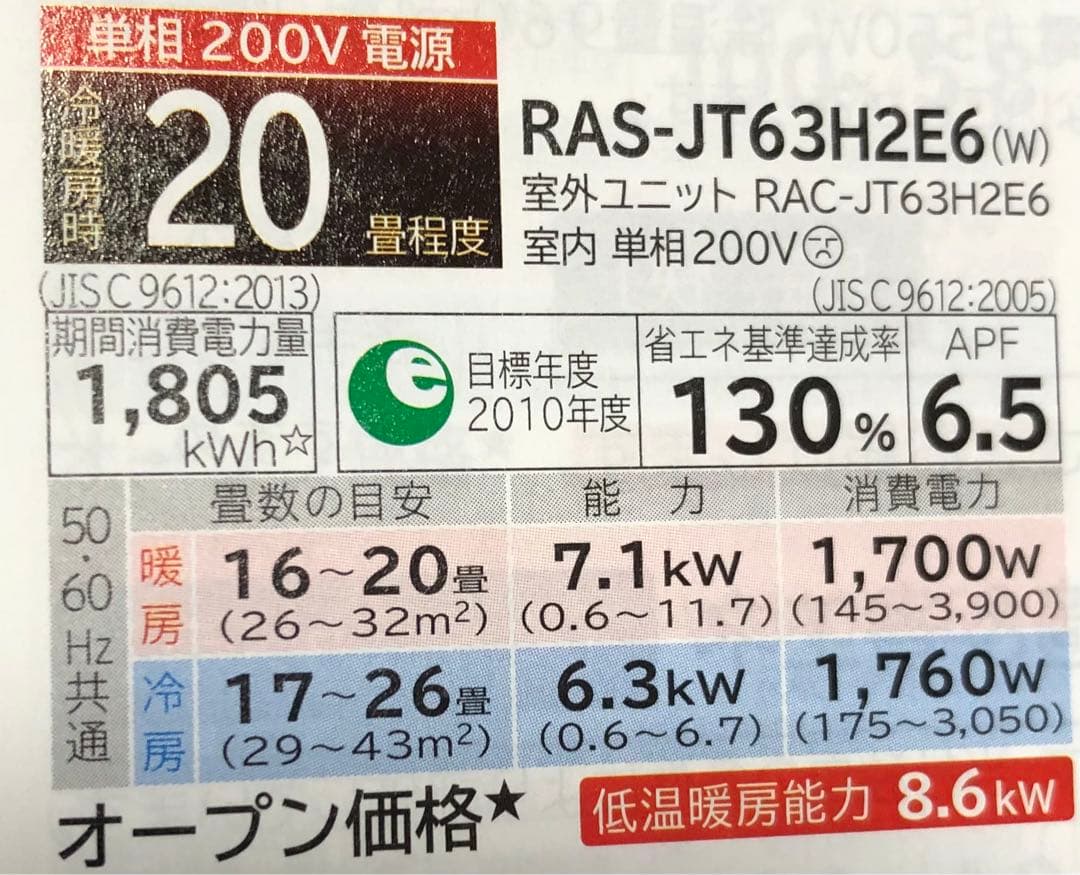 単相 200V 電源
冷暖房時
20
畳程度
RAS-JT63H2E6(W)
室外ユニット RAC-JT63H2E6
室内 単相200V
(JIS C 9612:2013)
(JIS C 9612:2005)
期間消費電力量
1,805
kWh☆
e
目標年度
2010年度
省エネ基準達成率
130%
APF
6.5
50・60Hz共通
畳数の目安
能力
消費電力
暖房
16～20畳
(26～32m²)
7.1kW
(0.6～11.7)
1,700W
(145～3,900)
冷房
17～26畳
(29～43m²)
6.3kW
(0.6～6.7)
1,760W
(175～3,050)
オープン価格★
低温暖房能力 8.6kW